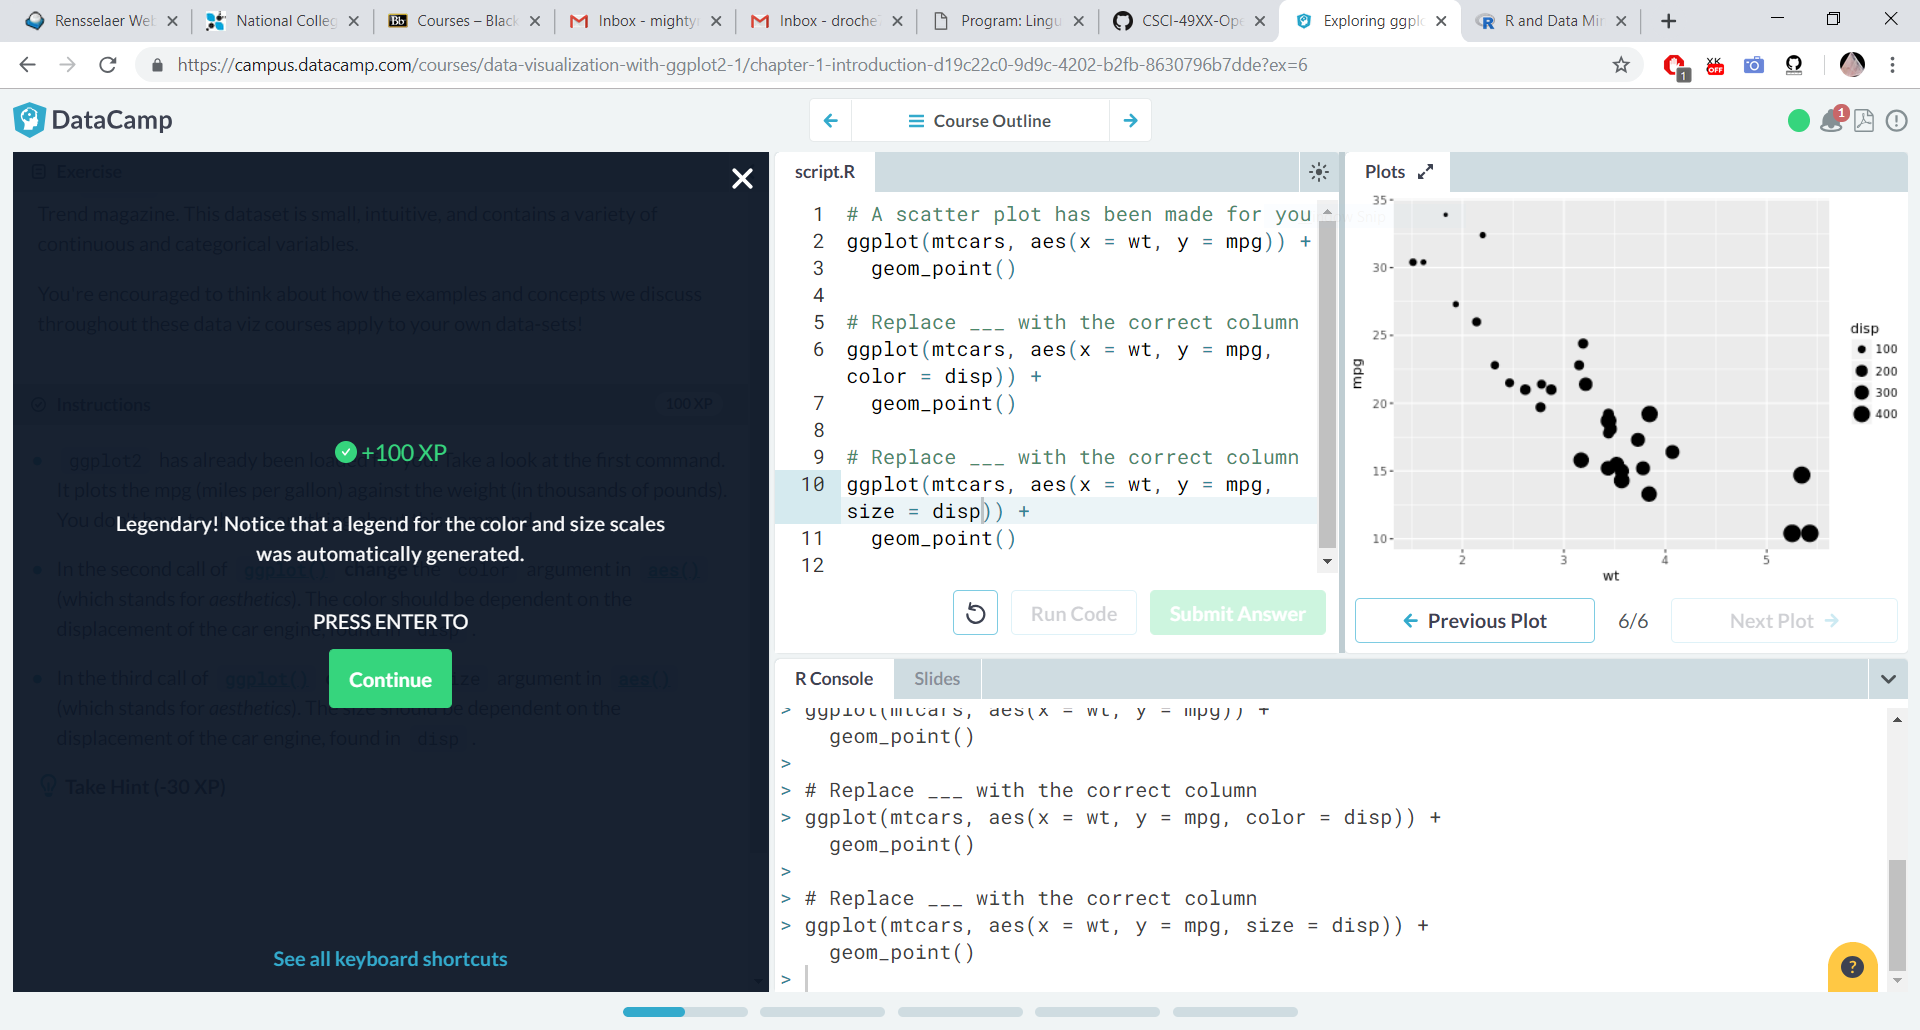 Rensselaer Web
National Colleg
Bb Courses – Black
Inbox - mighty
Inbox - droche
Program: Lingu
CSCI-49XX-Ope
Exploring ggplo
R and Data Min
https://campus.datacamp.com/courses/data-visualization-with-ggplot2-1/chapter-1-introduction-d19c22c0-9d9c-4202-b2fb-8630796b7dde?ex=6
1
XK
OFF
DataCamp
Course Outline
1
Exercise
Trend magazine. This dataset is small, intuitive, and contains a variety of
continuous and categorical variables.
You're encouraged to think about how the examples and concepts we discuss
throughout these data viz courses apply to your own data-sets!
Instructions
100 XP
+100 XP
ggplot2 has already been loaded for you. Take a look at the first command.
It plots the mpg (miles per gallon) against the weight (in thousands of pounds).
You don't
Legendary! Notice that a legend for the color and size scales
was automatically generated.
In the second call of ggplot() change the color argument in aes()
(which stands for aesthetics). The color should be dependent on the
displacement of the car engine, found in disp .
PRESS ENTER TO
Continue
In the third call of ggplot() size argument in aes()
(which stands for aesthetics). The size should be dependent on the
displacement of the car engine, found in disp .
Take Hint (-30 XP)
See all keyboard shortcuts
script.R
1 # A scatter plot has been made for you
2 ggplot(mtcars, aes(x = wt, y = mpg)) +
3   geom_point()
4
5 # Replace ___ with the correct column
6 ggplot(mtcars, aes(x = wt, y = mpg,
color = disp)) +
7   geom_point()
8
9 # Replace ___ with the correct column
10 ggplot(mtcars, aes(x = wt, y = mpg,
size = disp)) +
11   geom_point()
12
Run Code
Submit Answer
Plots
35
30
25
20
15
10
mpg
2 3 4 5
wt
disp
100
200
300
400
Previous Plot
6/6
Next Plot
R Console
Slides
> ggplot(mtcars, aes(x = wt, y = mpg)) +
geom_point()
>
> # Replace ___ with the correct column
> ggplot(mtcars, aes(x = wt, y = mpg, color = disp)) +
geom_point()
>
> # Replace ___ with the correct column
> ggplot(mtcars, aes(x = wt, y = mpg, size = disp)) +
geom_point()
>
?